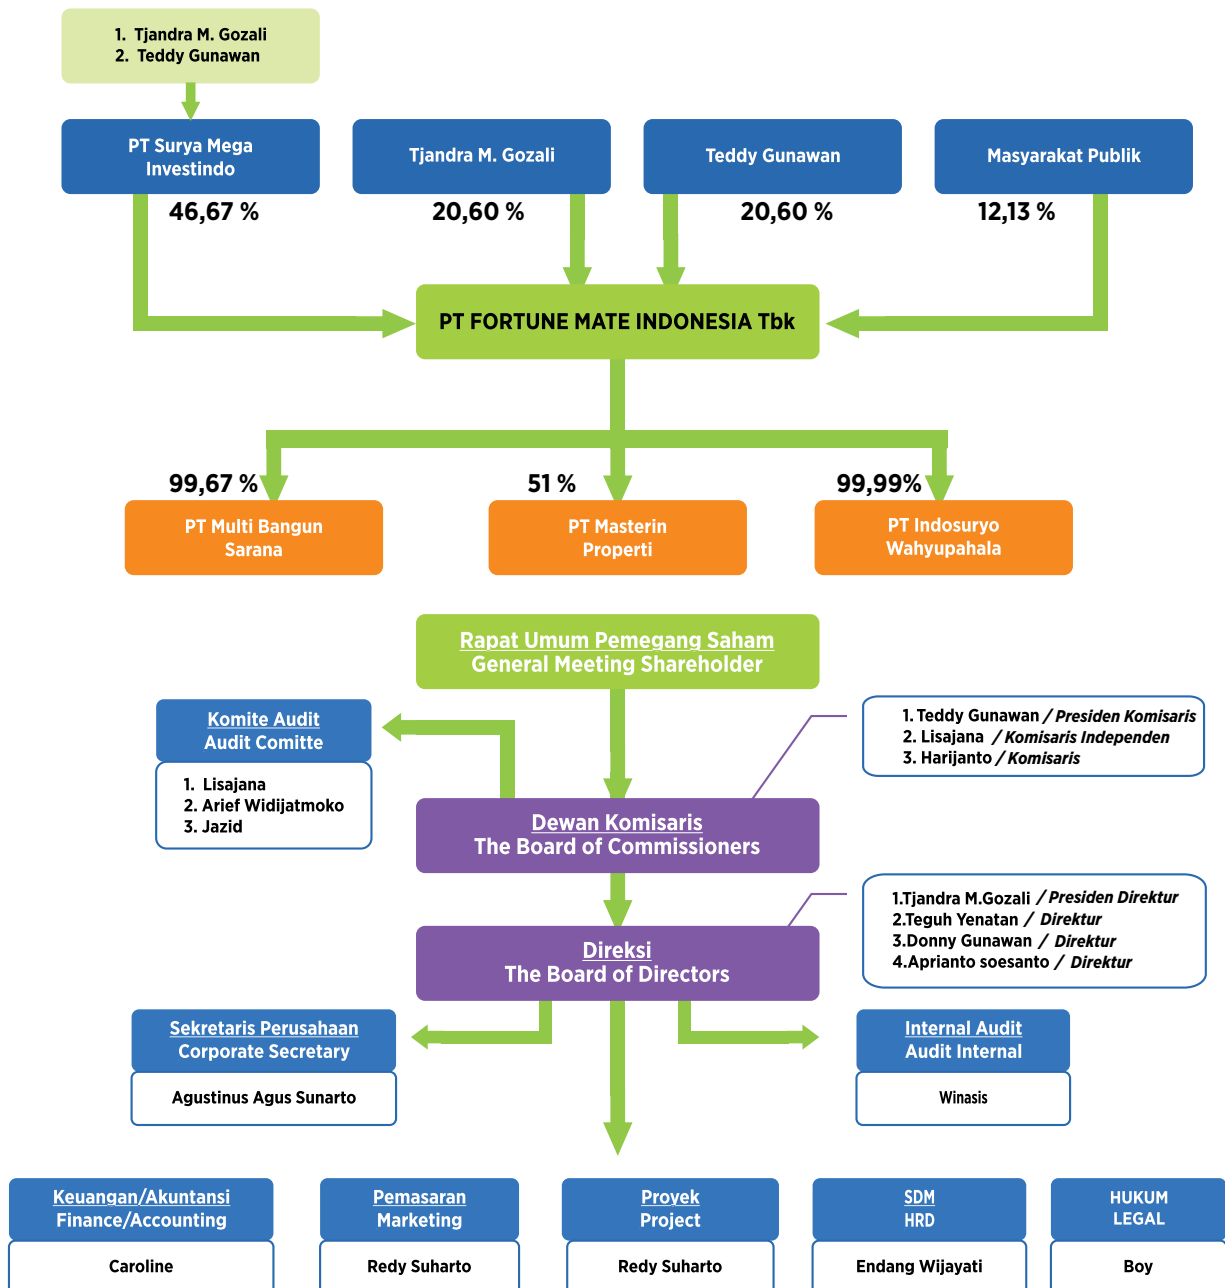 1. Tjandra M. Gozali
2. Teddy Gunawan
PT Surya Mega
Investindo
Tjandra M. Gozali
Teddy Gunawan
Masyarakat Publik
46,67 %
20,60 %
20,60 %
12,13 %
PT FORTUNE MATE INDONESIA Tbk
99,67 %
51 %
99,99%
PT Multi Bangun
Sarana
PT Masterin
Properti
PT Indosuryo
Wahyupahala
Rapat Umum Pemegang Saham
General Meeting Shareholder
Komite Audit
Audit Comitte
1. Lisajana
2. Arief Widijatmoko
3. Jazid
1. Teddy Gunawan / Presiden Komisaris
2. Lisajana / Komisaris Independen
3. Harijanto / Komisaris
Dewan Komisaris
The Board of Commissioners
1.Tjandra M.Gozali / Presiden Direktur
2.Teguh Yenatan / Direktur
3.Donny Gunawan / Direktur
4.Aprianto soesanto / Direktur
Direksi
The Board of Directors
Sekretaris Perusahaan
Corporate Secretary
Agustinus Agus Sunarto
Internal Audit
Audit Internal
Winasis
Keuangan/Akuntansi
Finance/Accounting
Caroline
Pemasaran
Marketing
Redy Suharto
Proyek
Project
Redy Suharto
SDM
HRD
Endang Wijayati
HUKUM
LEGAL
Boy